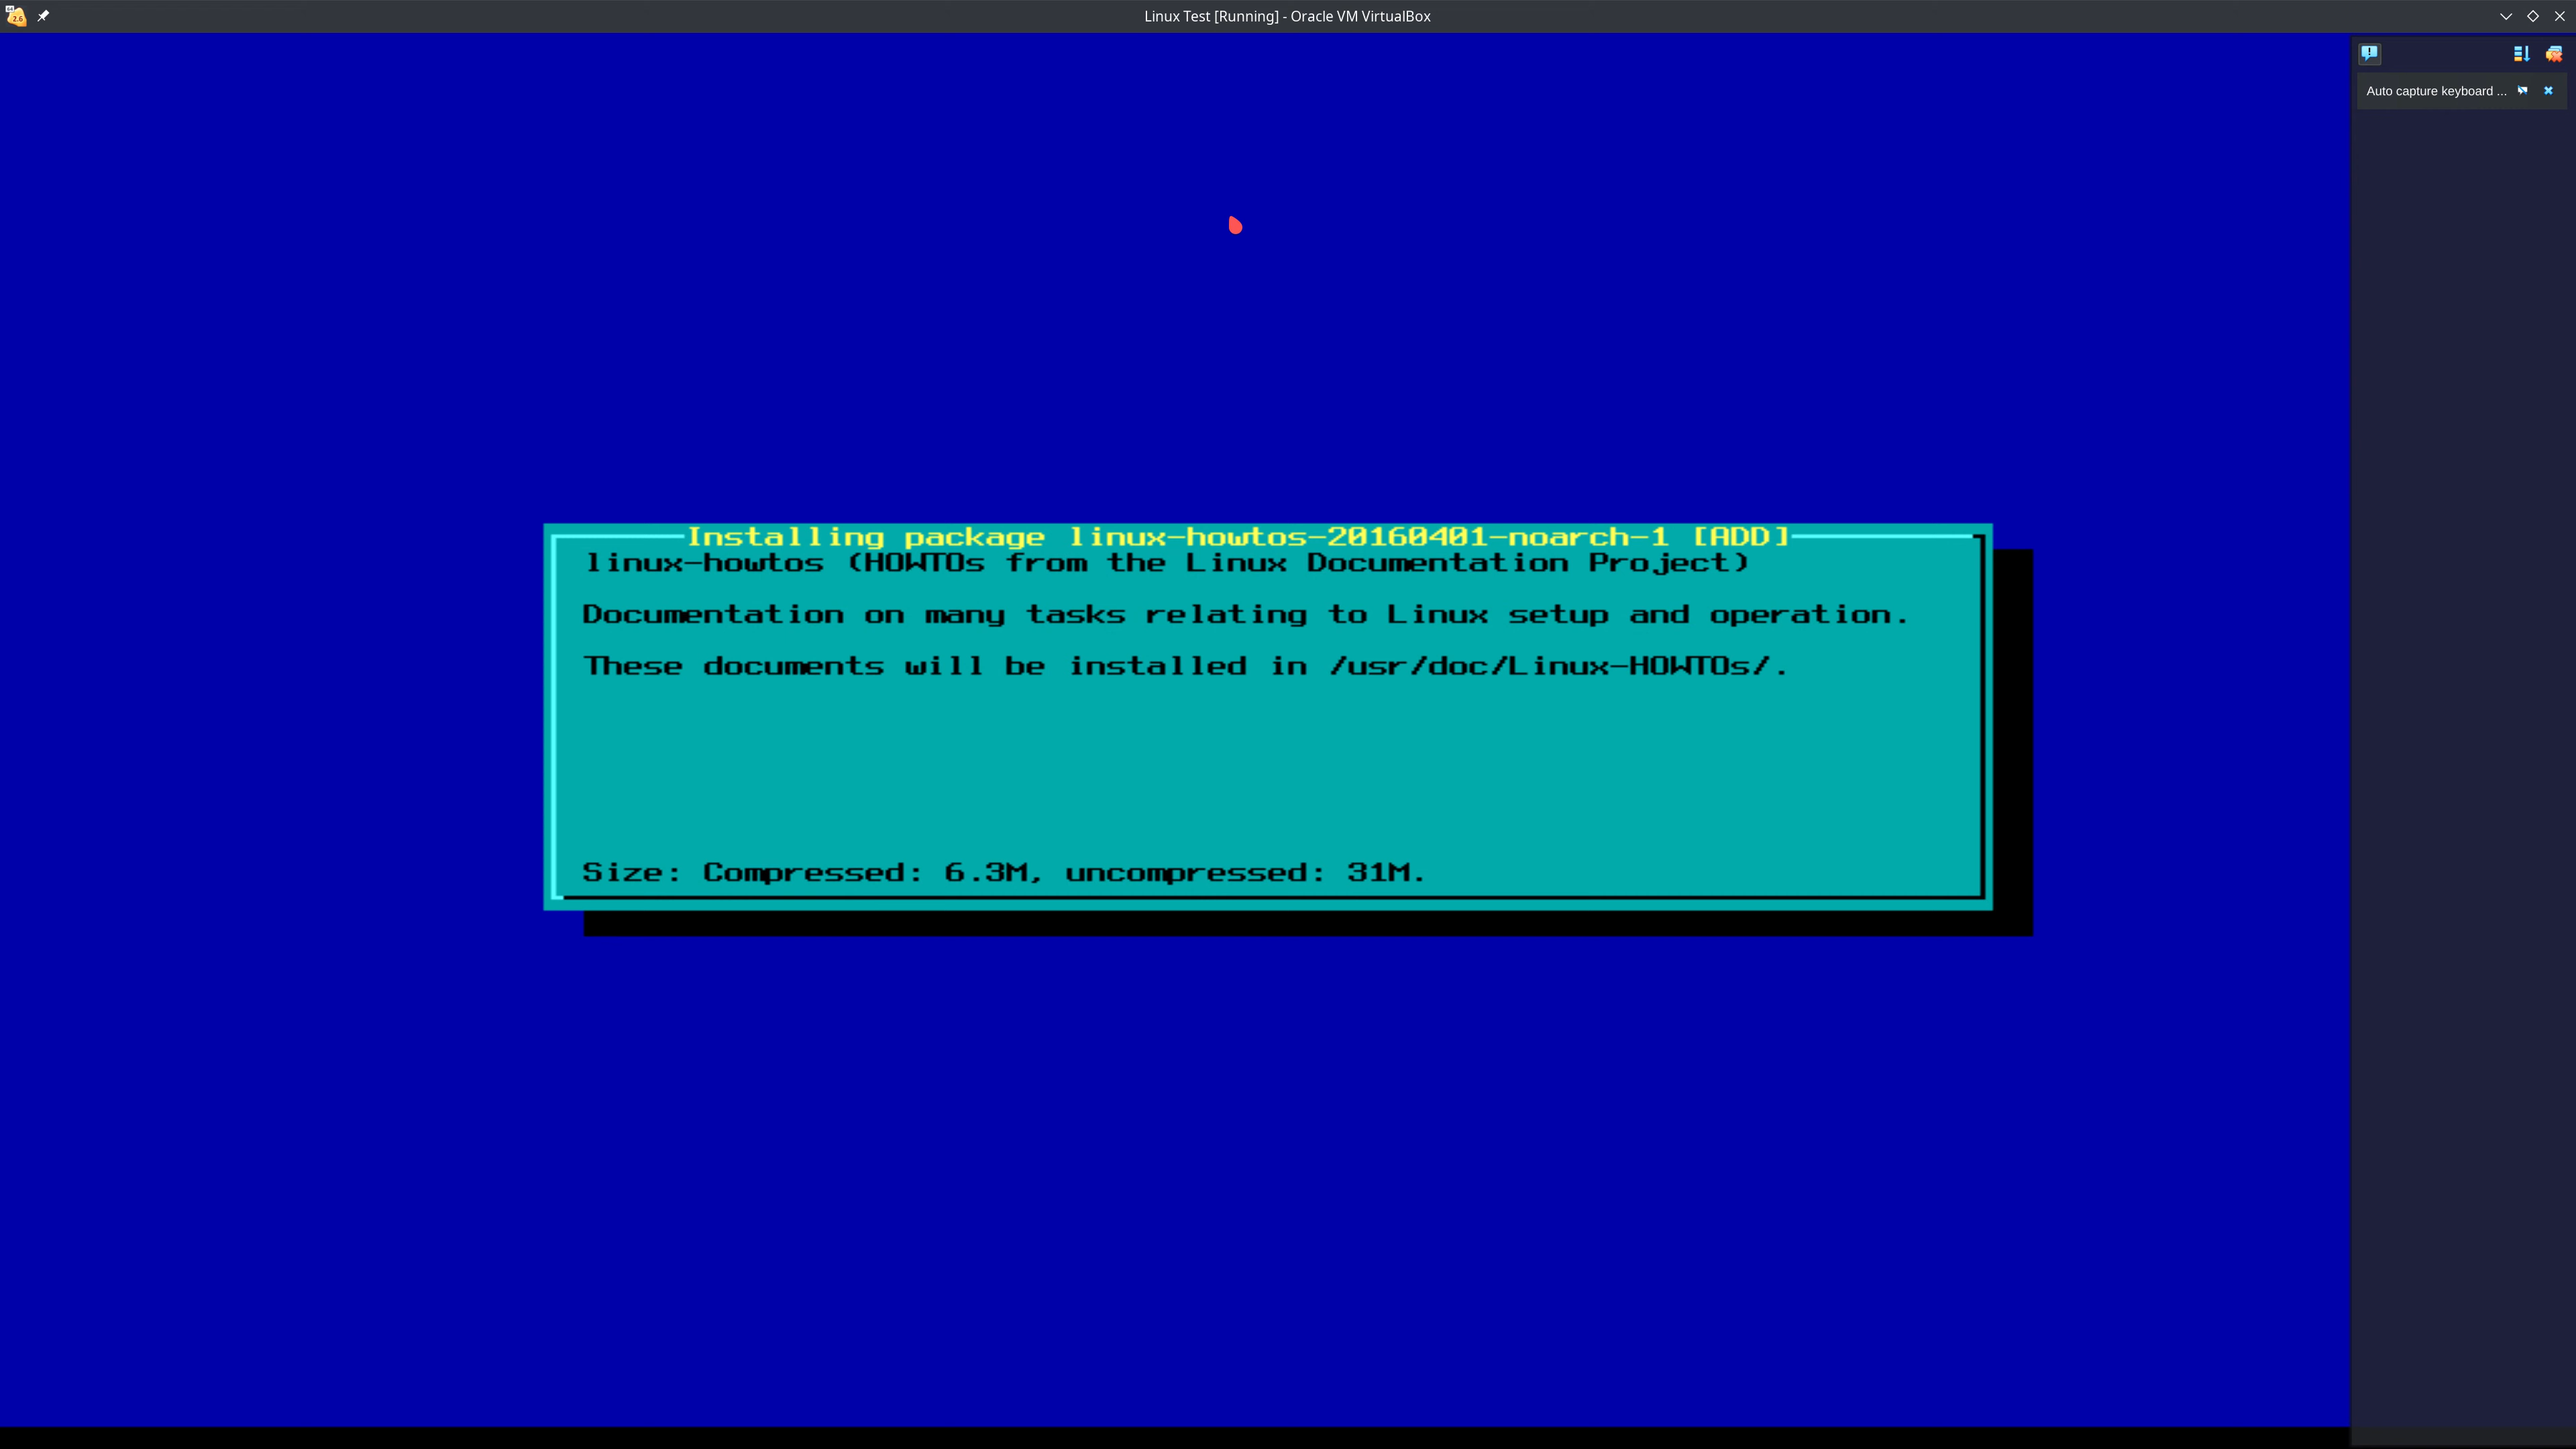 Linux Test [Running] - Oracle VM VirtualBox
Auto capture keyboard ...
Installing package linux-howtos-20160401-noarch-1 [ADD]
linux-howtos (HOWTOs from the Linux Documentation Project)
Documentation on many tasks relating to Linux setup and operation.
These documents will be installed in /usr/doc/Linux-HOWTOs/.
Size: Compressed: 6.3M, uncompressed: 31M.